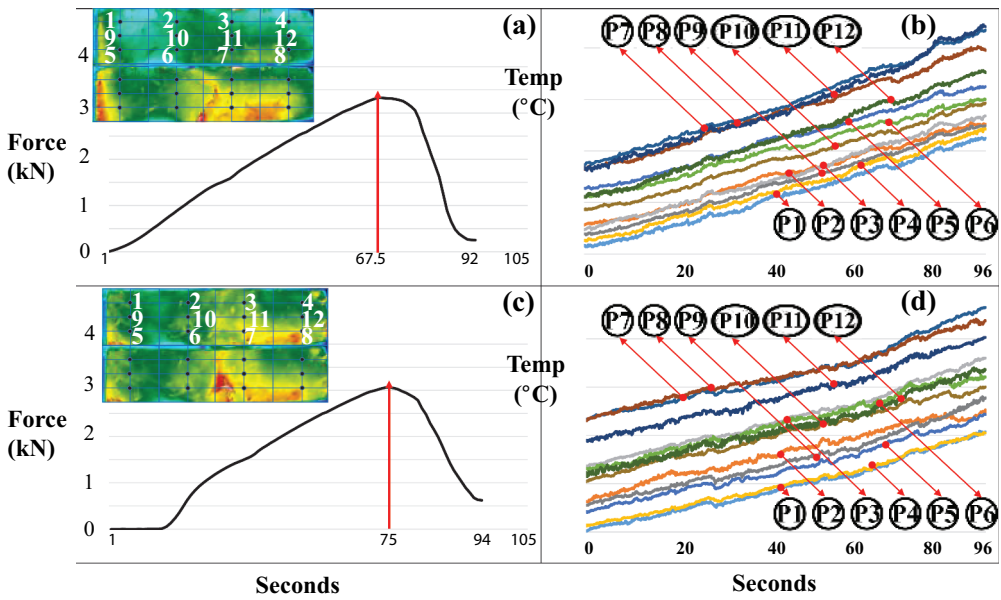 1 2 3 4
9 10 11 12
5 6 7 8
(a)
4
3
2
1
0
Force
(kN)
1 67.5 92 105
(b)
P7 P8 P9 P10 P11 P12
Temp
(°C)
P1 P2 P3 P4 P5 P6
0 20 40 60 80 96
1 2 3 4
9 10 11 12
5 6 7 8
(c)
4
3
2
1
0
Force
(kN)
1 75 94 105
Seconds
(d)
P7 P8 P9 P10 P11 P12
Temp
(°C)
P1 P2 P3 P4 P5 P6
0 20 40 60 80 96
Seconds